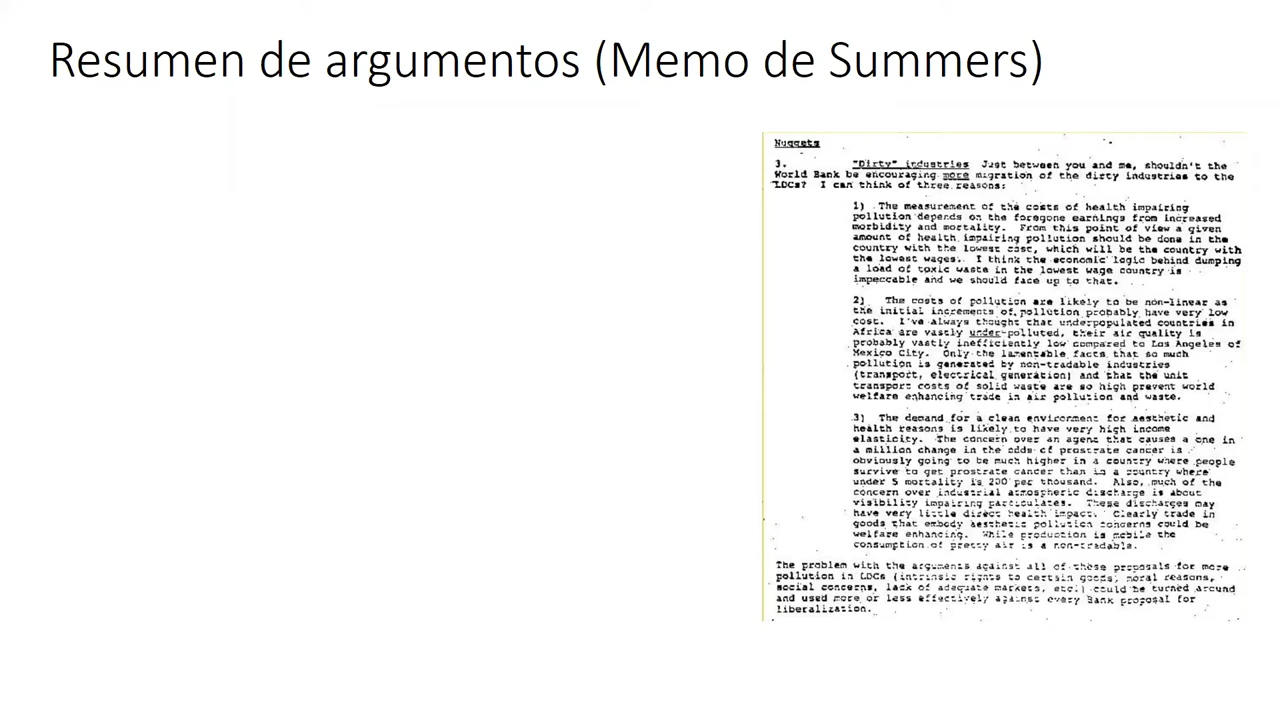 Resumen de argumentos (Memo de Summers)
Nuggets
3. "Dirty" industries Just between you and me, shouldn't the
World Bank be encouraging more migration of the dirty industries to the
LDCs? I can think of three reasons:
1) The measurement of the costs of health impairing
pollution depends on the foregone earnings from increased
morbidity and mortality. From this point of view a given
amount of health impairing pollution should be done in the
country with the lowest cost, which will be the country with
the lowest wages. I think the economic logic behind dumping
a load of toxic waste in the lowest wage country is
impeccable and we should face up to that.
2) The costs of pollution are likely to be non-linear as
the initial increments of pollution probably have very low
cost. I've always thought that underpopulated countries in
Africa are vastly under-polluted, their air quality is
probably vastly inefficiently low compared to Los Angeles of
Mexico City. Only the lamentable facts that so much
pollution is generated by non-tradable industries
(transport, electrical generation) and that the unit
transport costs of solid waste are so high prevent world
welfare enhancing trade in air pollution and waste.
3) The demand for a clean environment for aesthetic and
health reasons is likely to have very high income
elasticity. The concern over an agent that causes a one in
a million change in the odds of prostrate cancer is
obviously going to be much higher in a country where people
survive to get prostrate cancer than in a country where
under 5 mortality is 200 per thousand. Also, much of the
concern over industrial atmospheric discharge is about
visibility impairing particulates. These discharges may
have very little direct health impact. Clearly trade in
goods that embody aesthetic pollution concerns could be
welfare enhancing. While production is mobile the
consumption of pretty air is a non-tradable.
The problem with the arguments against all of these proposals for more
pollution in LDCs (intrinsic rights to certain goods, moral reasons,
social concerns, lack of adequate markets, etc.) could be turned around
and used more or less effectively against every Bank proposal for
liberalization.